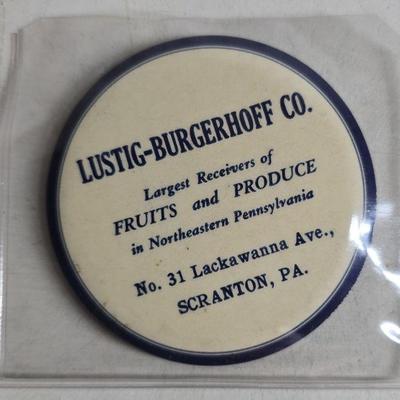 LUSTIG-BURGERHOFF CO.
Largest Receivers of
FRUITS and PRODUCE
in Northeastern Pennsylvania
No. 31 Lackawanna Ave.,
SCRANTON, PA.